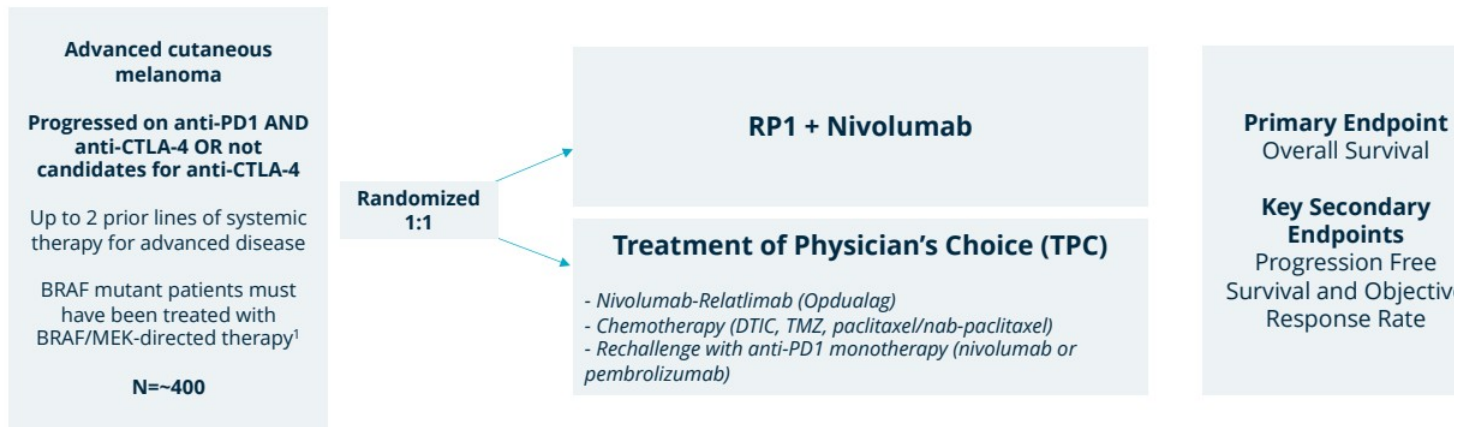 Advanced cutaneous
melanoma
Progressed on anti-PD1 AND
anti-CTLA-4 OR not
candidates for anti-CTLA-4
Up to 2 prior lines of systemic
therapy for advanced disease
BRAF mutant patients must
have been treated with
BRAF/MEK-directed therapy¹
N=~400
Randomized
1:1
RP1 + Nivolumab
Treatment of Physician’s Choice (TPC)
- Nivolumab-Relatlimab (Opdualag)
- Chemotherapy (DTIC, TMZ, paclitaxel/nab-paclitaxel)
- Rechallenge with anti-PD1 monotherapy (nivolumab or
pembrolizumab)
Primary Endpoint
Overall Survival
Key Secondary
Endpoints
Progression Free
Survival and Objectiv
Response Rate